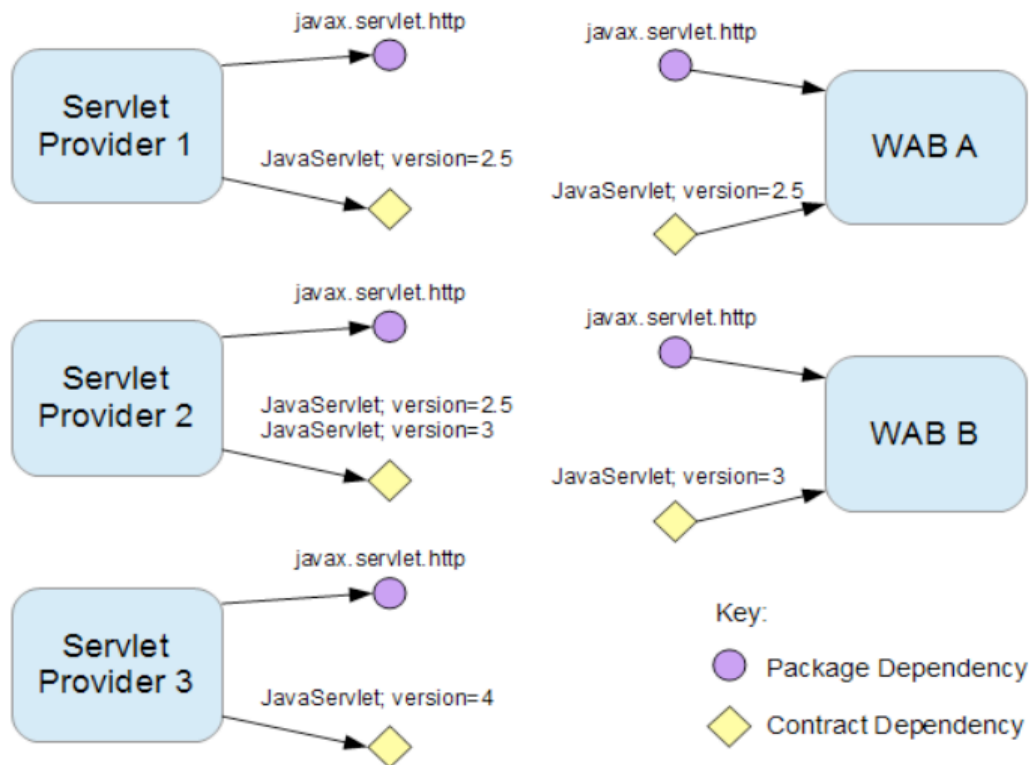 javax.servlet.http
Servlet
Provider 1
JavaServlet; version=2.5
javax.servlet.http
WAB A
JavaServlet; version=2.5
javax.servlet.http
Servlet
Provider 2
JavaServlet; version=2.5
JavaServlet; version=3
javax.servlet.http
WAB B
JavaServlet; version=3
javax.servlet.http
Servlet
Provider 3
JavaServlet; version=4
Key:
Package Dependency
Contract Dependency